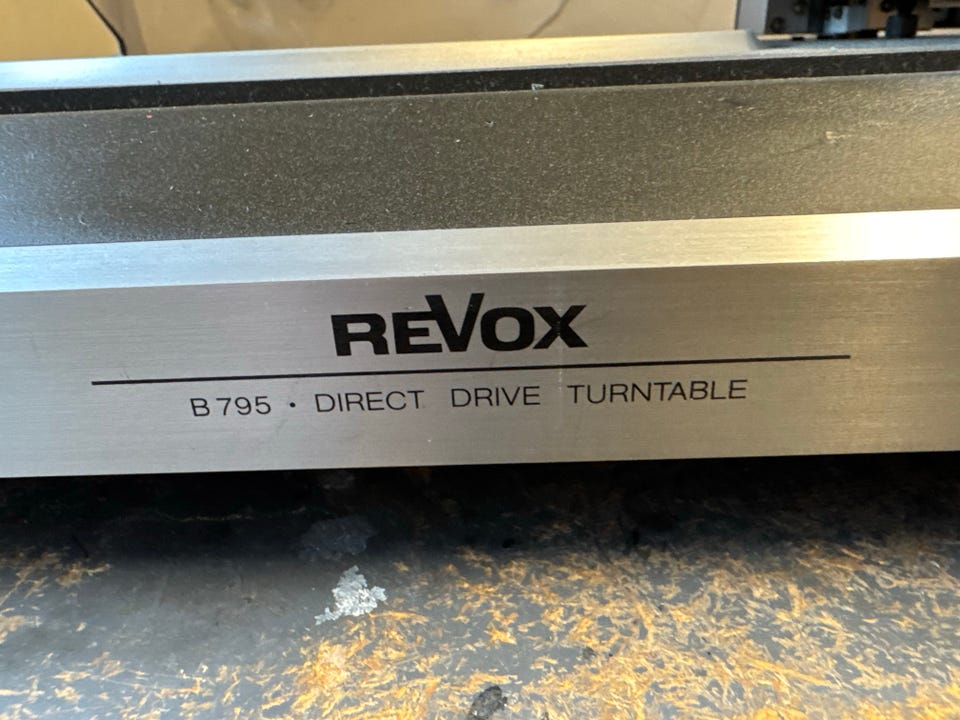 REVOX
B795 · DIRECT DRIVE TURNTABLE